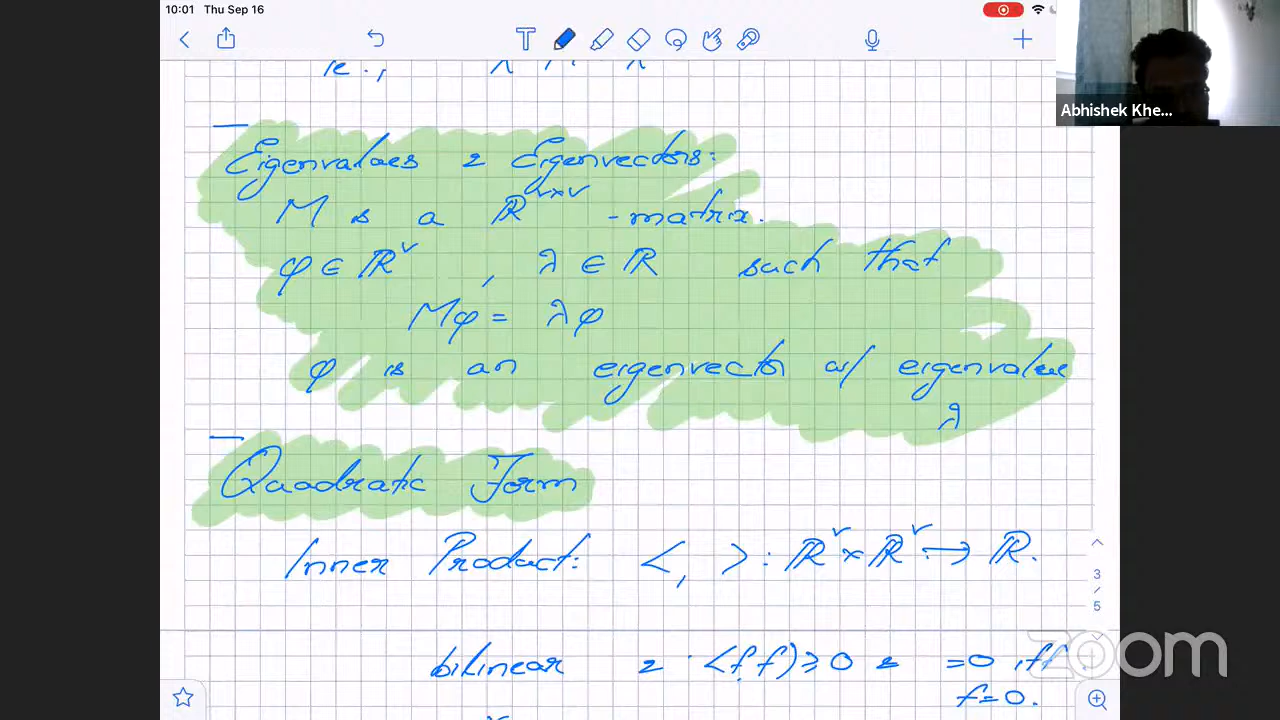 10:01 Thu Sep 16
Abhishek Khe...
Eigenvalues & Eigenvectors:
M is a ℝ^{V×V} -matrix.
φ ∈ ℝ^V , λ ∈ ℝ such that
Mφ = λφ
φ is an eigenvector w/ eigenvalue
λ
Quadratic Form
Inner Product: < , > : ℝ^V × ℝ^V → ℝ.
3
/
5
bilinear & <f,f> ≥ 0 & =0 iff
f=0.
zoom